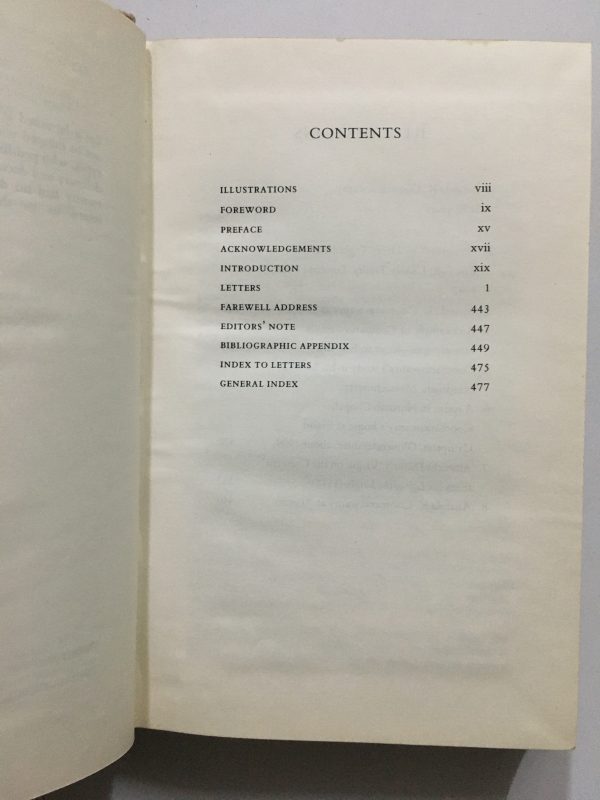 CONTENTS
ILLUSTRATIONS viii
FOREWORD ix
PREFACE xv
ACKNOWLEDGEMENTS xvii
INTRODUCTION xix
LETTERS 1
FAREWELL ADDRESS 443
EDITORS' NOTE 447
BIBLIOGRAPHIC APPENDIX 449
INDEX TO LETTERS 475
GENERAL INDEX 477